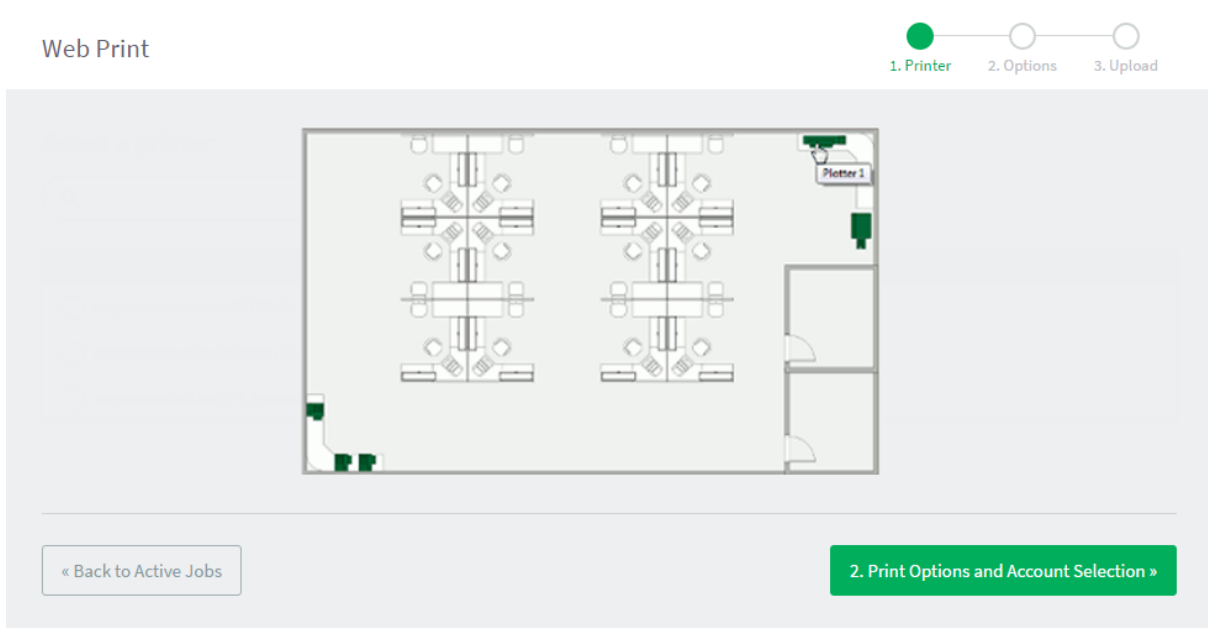 Web Print
1. Printer
2. Options
3. Upload
Plotter 1
« Back to Active Jobs
2. Print Options and Account Selection »